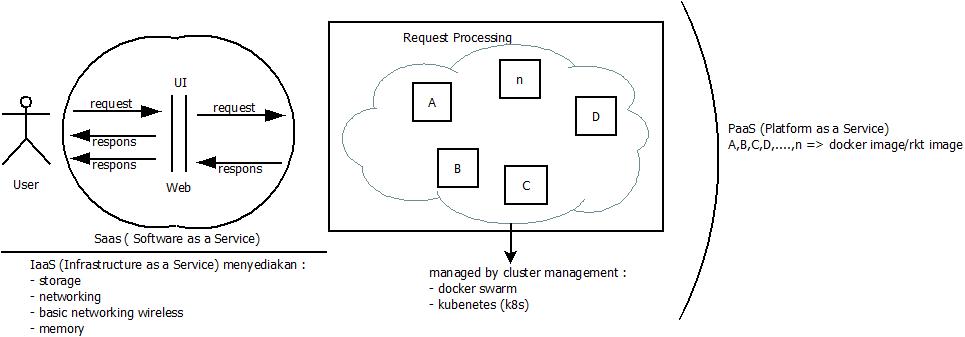 Request Processing
UI
n
A
request
request
D
PaaS (Platform as a Service)
A,B,C,D,....,n => docker image/rkt image
respons
B
respons
respons
C
User
Web
Saas ( Software as a Service)
IaaS (Infrastructure as a Service) menyediakan :
- storage
- networking
- basic networking wireless
- memory
managed by cluster management :
- docker swarm
- kubenetes (k8s)